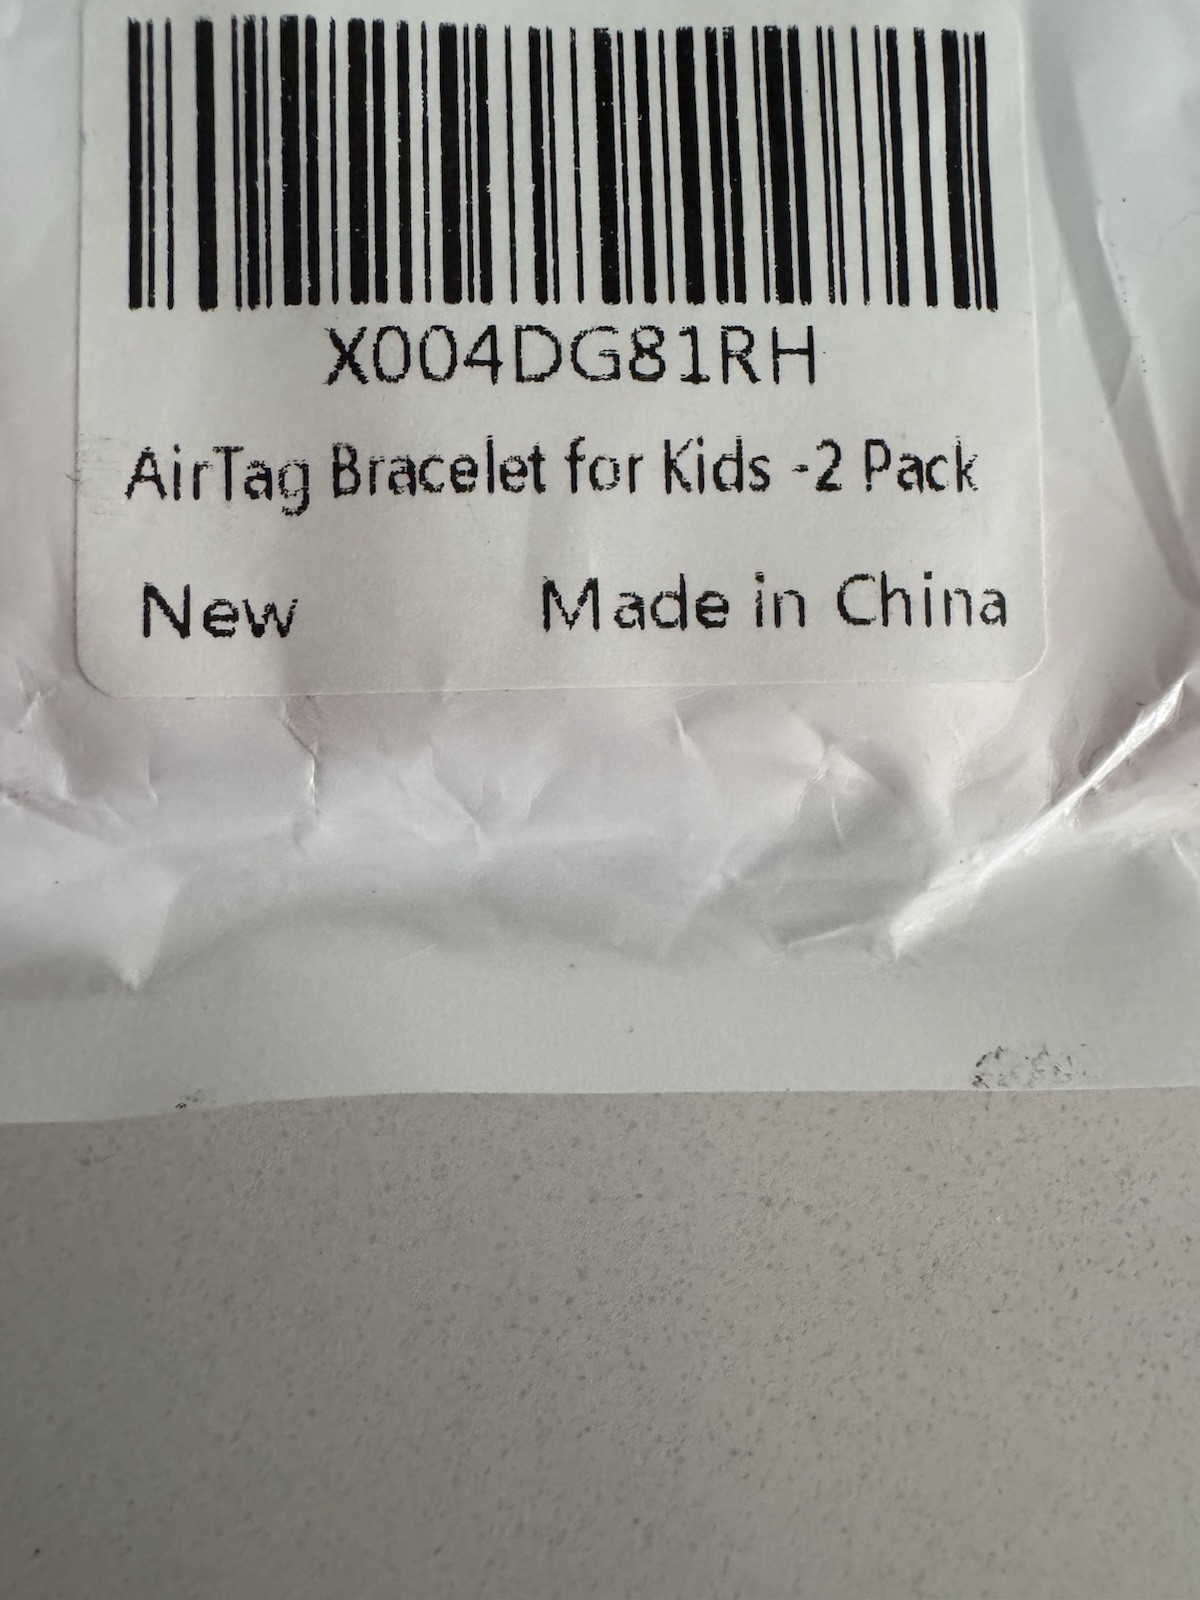 X004DG81RH
AirTag Bracelet for Kids -2 Pack
New Made in China